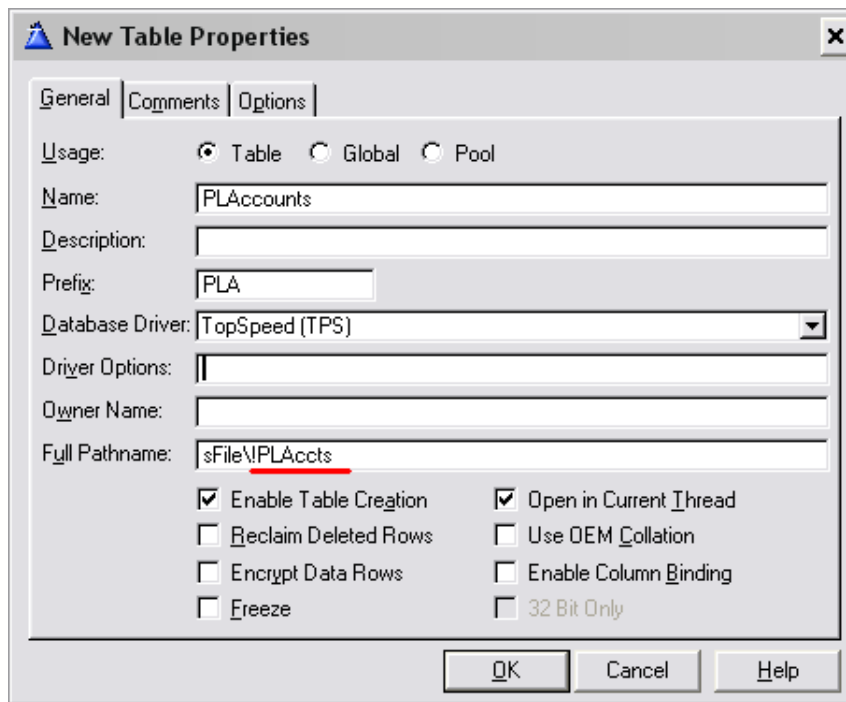 New Table Properties
General Comments Options
Usage: Table Global Pool
Name: PLAccounts
Description:
Prefix: PLA
Database Driver: TopSpeed (TPS)
Driver Options:
Owner Name:
Full Pathname: sFile\!PLAccts
Enable Table Creation Open in Current Thread
Reclaim Deleted Rows Use OEM Collation
Encrypt Data Rows Enable Column Binding
Freeze 32 Bit Only
OK Cancel Help